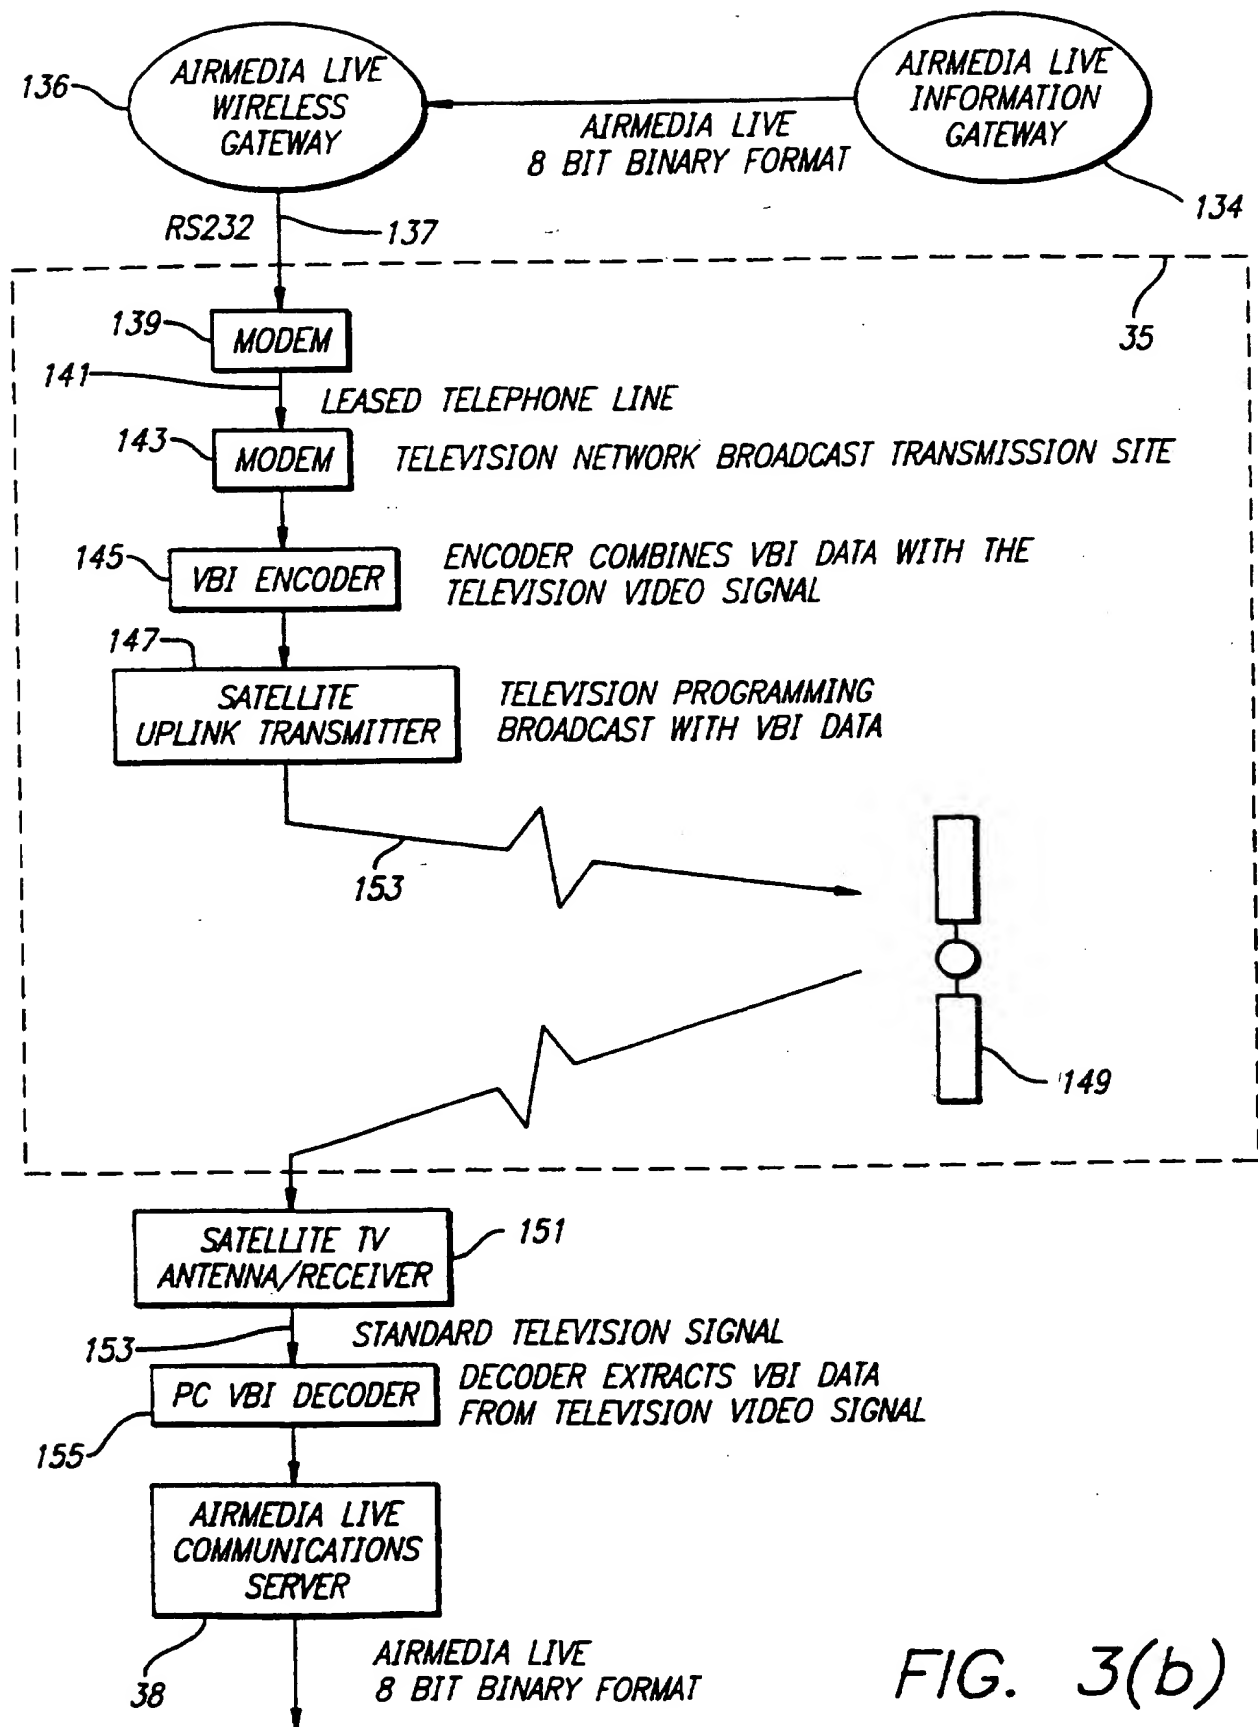 AIRMEDIA LIVE
WIRELESS
GATEWAY
136
AIRMEDIA LIVE
INFORMATION
GATEWAY
134
AIRMEDIA LIVE
8 BIT BINARY FORMAT
RS232
137
35
139
MODEM
141
LEASED TELEPHONE LINE
143
MODEM
TELEVISION NETWORK BROADCAST TRANSMISSION SITE
145
VBI ENCODER
ENCODER COMBINES VBI DATA WITH THE
TELEVISION VIDEO SIGNAL
147
SATELLITE
UPLINK TRANSMITTER
TELEVISION PROGRAMMING
BROADCAST WITH VBI DATA
153
149
SATELLITE TV
ANTENNA/RECEIVER
151
153
STANDARD TELEVISION SIGNAL
PC VBI DECODER
DECODER EXTRACTS VBI DATA
FROM TELEVISION VIDEO SIGNAL
155
AIRMEDIA LIVE
COMMUNICATIONS
SERVER
38
AIRMEDIA LIVE
8 BIT BINARY FORMAT
FIG. 3(b)